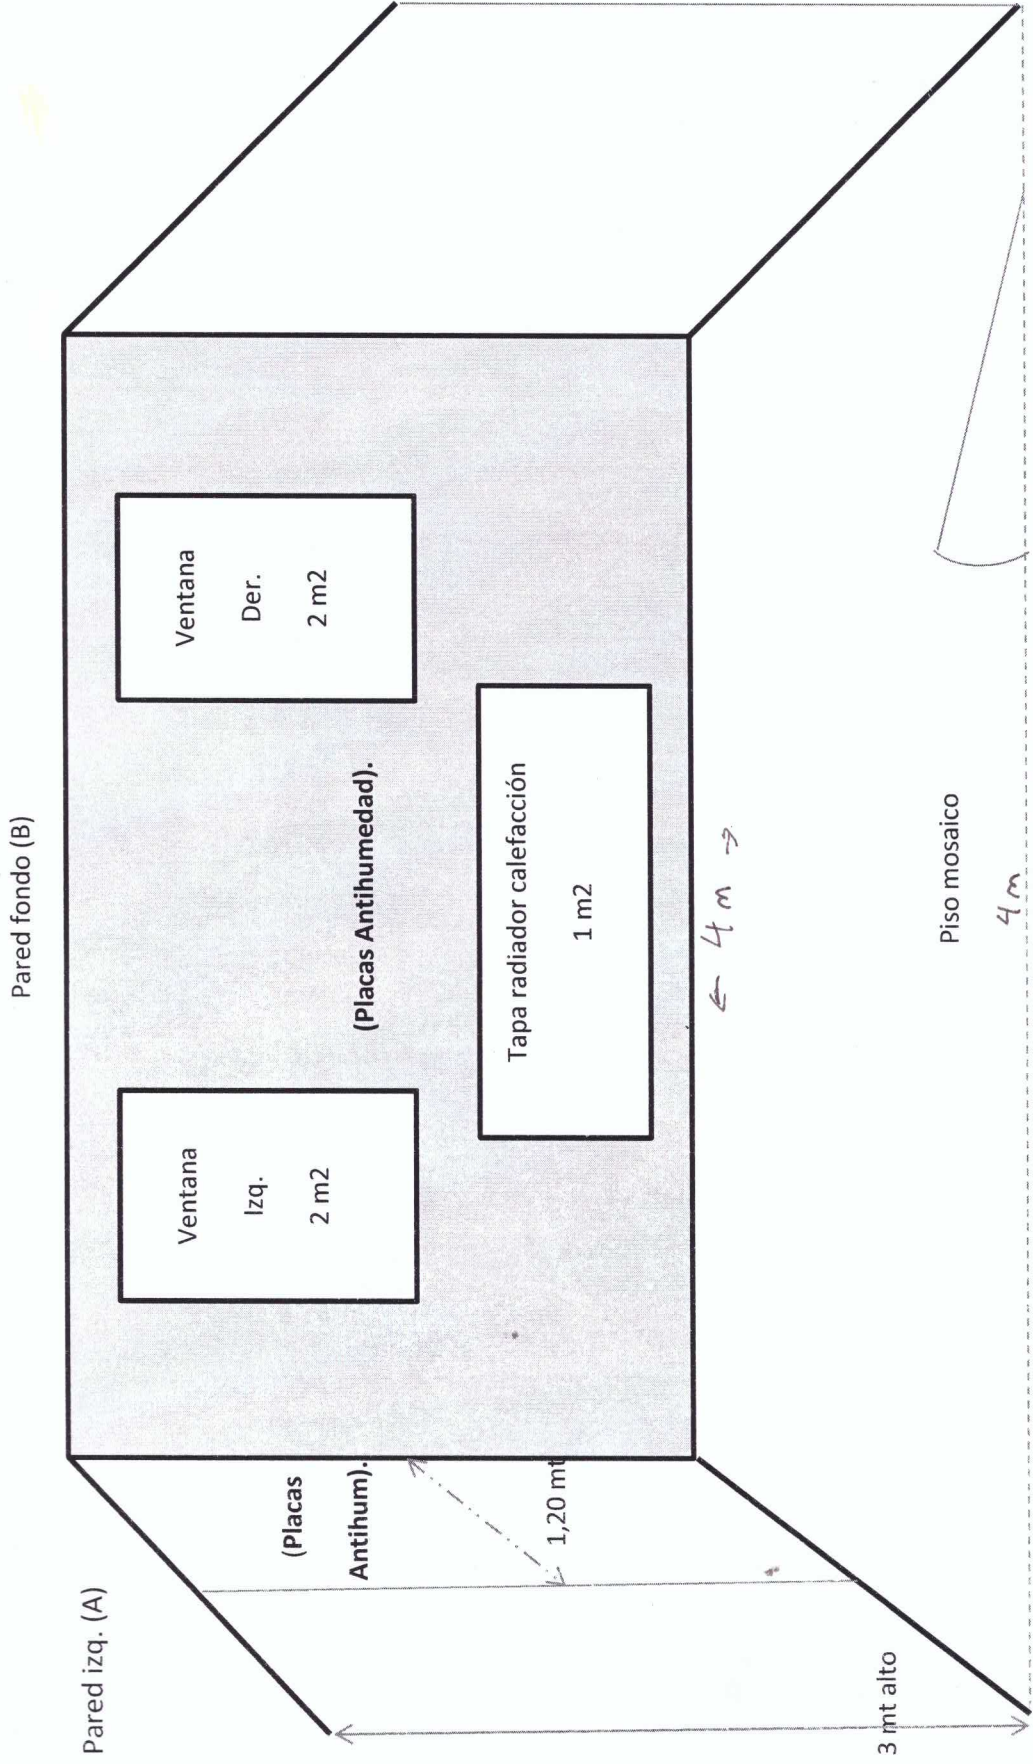 Pared fondo (B)
Pared izq. (A)
Ventana
Izq.
2 m2
Ventana
Der.
2 m2
(Placas
Antihum).
(Placas Antihumedad).
1,20 mt
Tapa radiador calefacción
1 m2
← 4 m →
3 mt alto
Piso mosaico
4 m